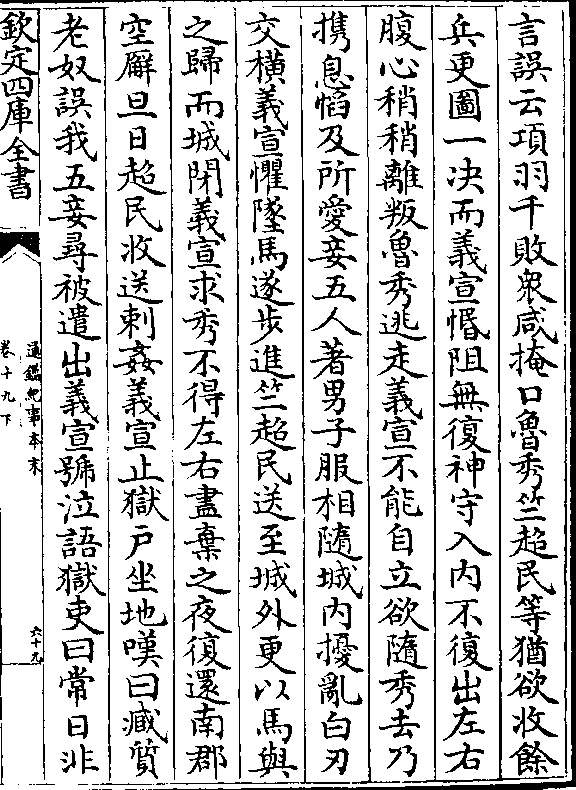 言誤云項羽千敗衆咸掩口魯秀竺超民等猶欲收餘
兵更圖一决而義宣惛阻無復神守入内不復出左右
腹心稍稍離叛魯秀逃走義宣不能自立欲隨秀去乃
携息慆及所愛妾五人著男子服相隨城内擾亂白刃
交横義宣懼墜馬遂步進竺超民送至城外更以馬與
之歸而城閉義宣求秀不得左右盡棄之夜復還南郡
空廨旦日超民收送刺姦義宣止獄戶坐地嘆曰臧質
老奴誤我五妾尋被遣出義宣號泣語獄吏曰常日非
欽定四庫全書
通鑑紀事本末
卷十九下
六十九